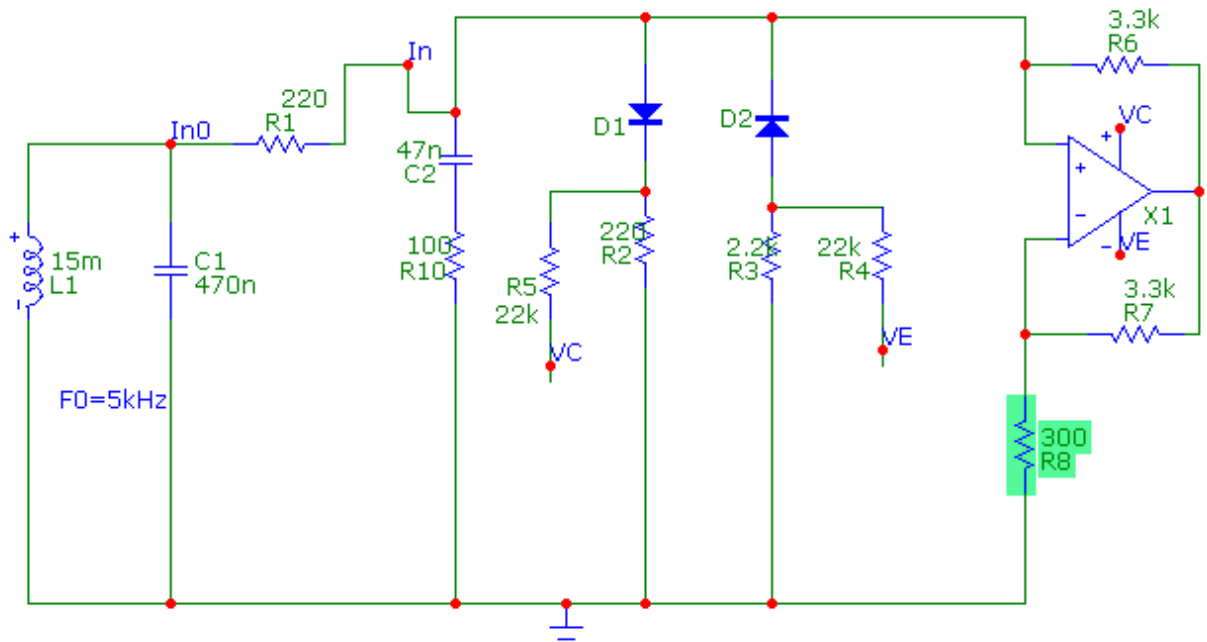 3.3k
R6
In
220
R1
In0
VC
+
D1
D2
47n
C2
+
-
X1
VE
-
+
15m
L1
-
C1
470n
100
R10
R5
22k
220
R2
2.2k
R3
22k
R4
3.3k
R7
VC
VE
F0=5kHz
300
R8